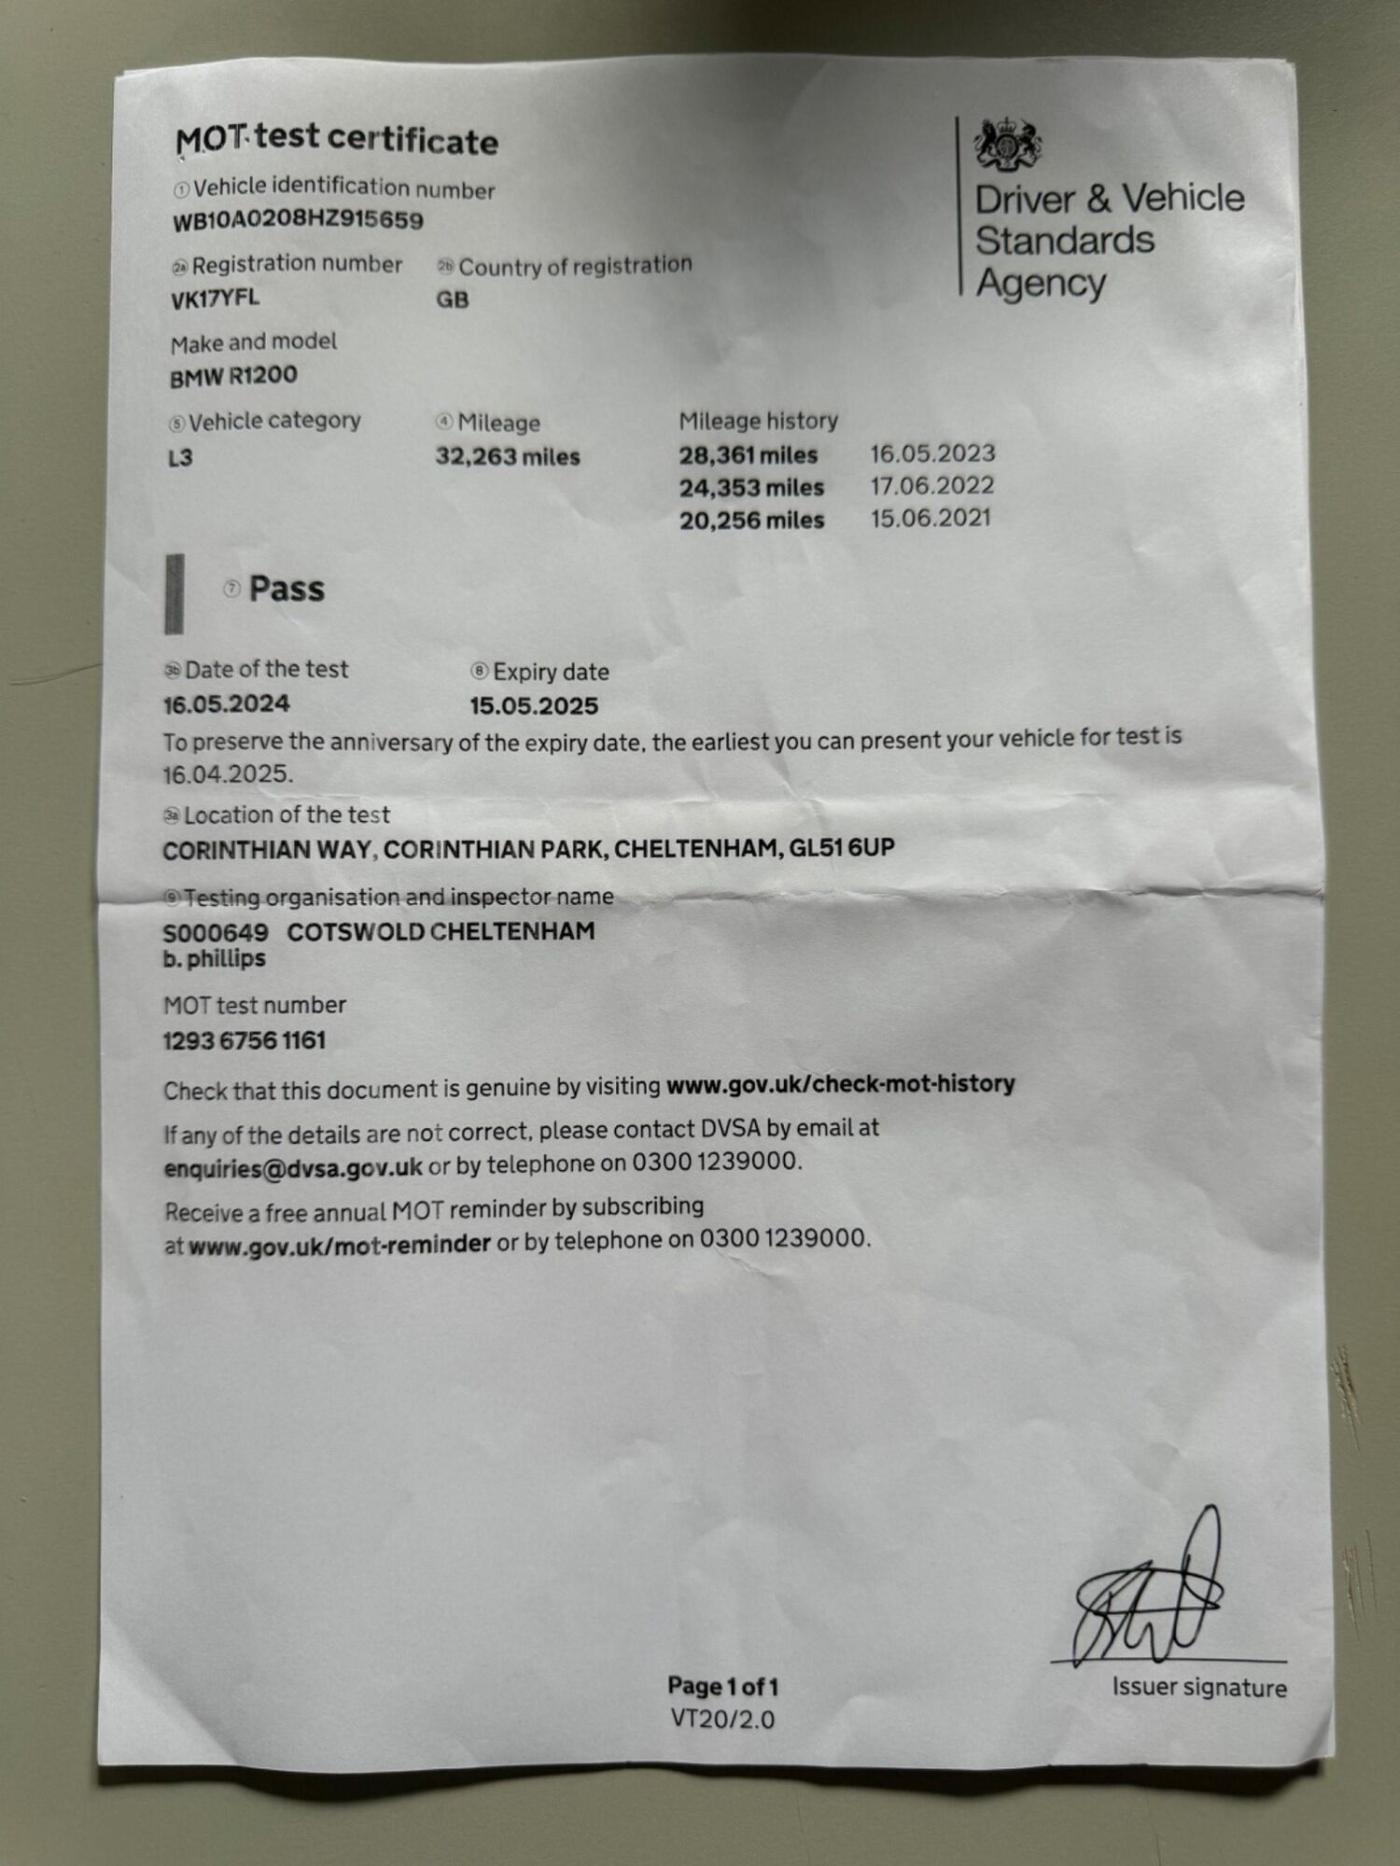 MOT test certificate
① Vehicle identification number
WB10A0208HZ915659
2a Registration number 2b Country of registration
VK17YFL GB
Make and model
BMW R1200
⑤ Vehicle category ④ Mileage Mileage history
L3 32,263 miles 28,361 miles 16.05.2023
24,353 miles 17.06.2022
20,256 miles 15.06.2021
⑦ Pass
3b Date of the test ⑧ Expiry date
16.05.2024 15.05.2025
To preserve the anniversary of the expiry date, the earliest you can present your vehicle for test is
16.04.2025.
3a Location of the test
CORINTHIAN WAY, CORINTHIAN PARK, CHELTENHAM, GL51 6UP
⑨ Testing organisation and inspector name
S000649 COTSWOLD CHELTENHAM
b. phillips
MOT test number
1293 6756 1161
Check that this document is genuine by visiting www.gov.uk/check-mot-history
If any of the details are not correct, please contact DVSA by email at
enquiries@dvsa.gov.uk or by telephone on 0300 1239000.
Receive a free annual MOT reminder by subscribing
at www.gov.uk/mot-reminder or by telephone on 0300 1239000.
Driver & Vehicle
Standards
Agency
Issuer signature
Page 1 of 1
VT20/2.0